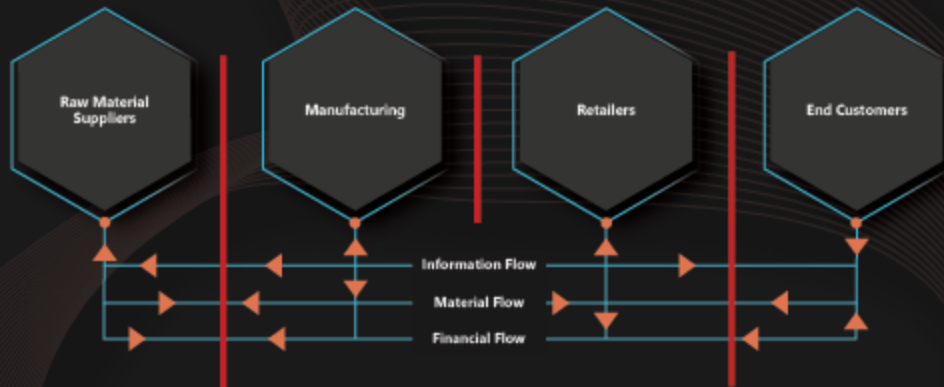 Raw Material
Suppliers
Manufacturing
Retailers
End Customers
Information Flow
Material Flow
Financial Flow